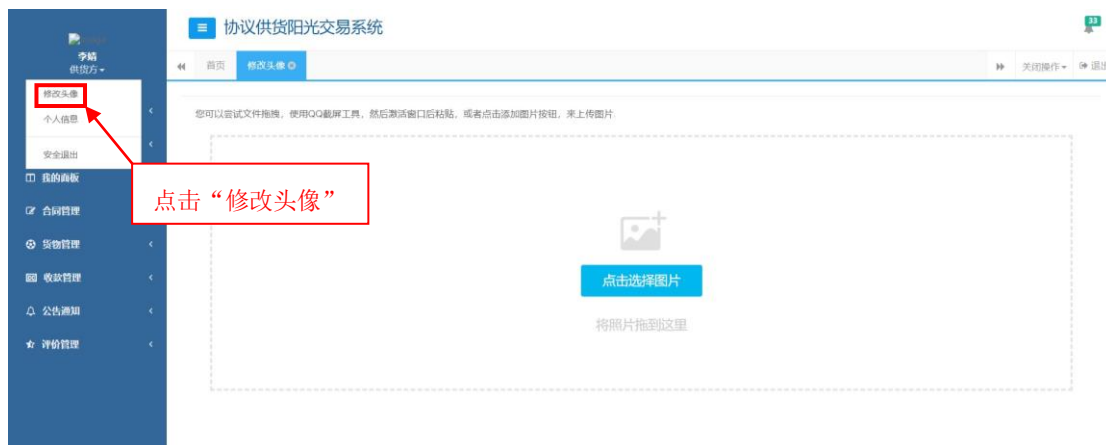 协议供货阳光交易系统
33
李婧
供货方
首页
修改头像
关闭操作
退出
修改头像
个人信息
安全退出
您可以尝试文件拖拽，使用QQ截屏工具，然后激活窗口后粘贴，或者点击添加图片按钮，来上传图片
点击“修改头像”
我的面板
合同管理
货物管理
收款管理
公告通知
评价管理
点击选择图片
将照片拖到这里